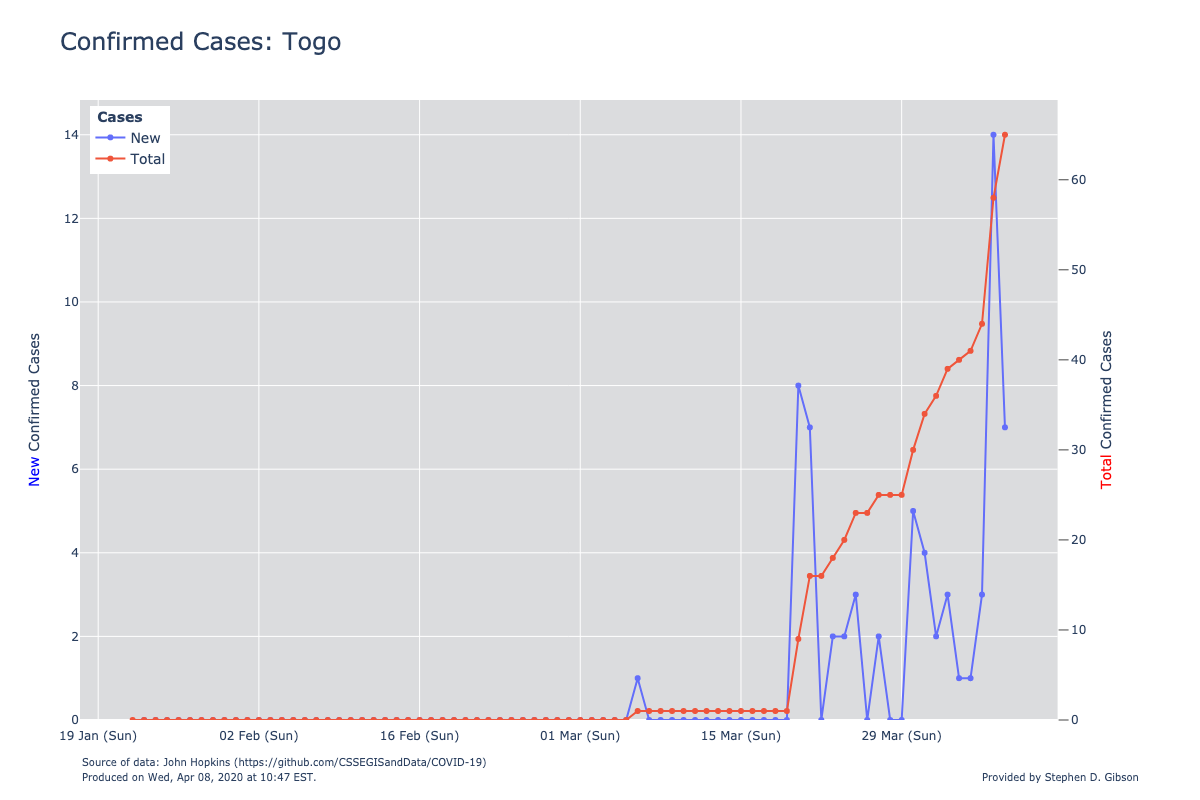 Confirmed Cases: Togo
Cases
New
Total
14
12
10
8
6
4
2
0
New Confirmed Cases
60
50
40
30
20
10
0
Total Confirmed Cases
19 Jan (Sun) 02 Feb (Sun) 16 Feb (Sun) 01 Mar (Sun) 15 Mar (Sun) 29 Mar (Sun)
Source of data: John Hopkins (https://github.com/CSSEGISandData/COVID-19)
Produced on Wed, Apr 08, 2020 at 10:47 EST.
Provided by Stephen D. Gibson